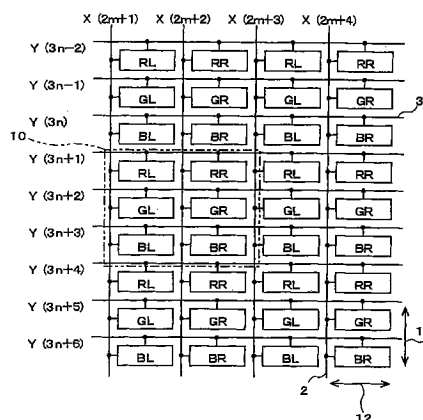 X (2m+1) X (2m+2) X (2m+3) X (2m+4)
Y (3n-2)
RL RR RL RR
Y (3n-1)
GL GR GL GR
3
Y (3n)
10
BL BR BL BR
Y (3n+1)
RL RR RL RR
Y (3n+2)
GL GR GL GR
Y (3n+3)
BL BR BL BR
Y (3n+4)
RL RR RL RR
Y (3n+5)
GL GR GL GR
Y (3n+6)
BL BR BL BR
2
12